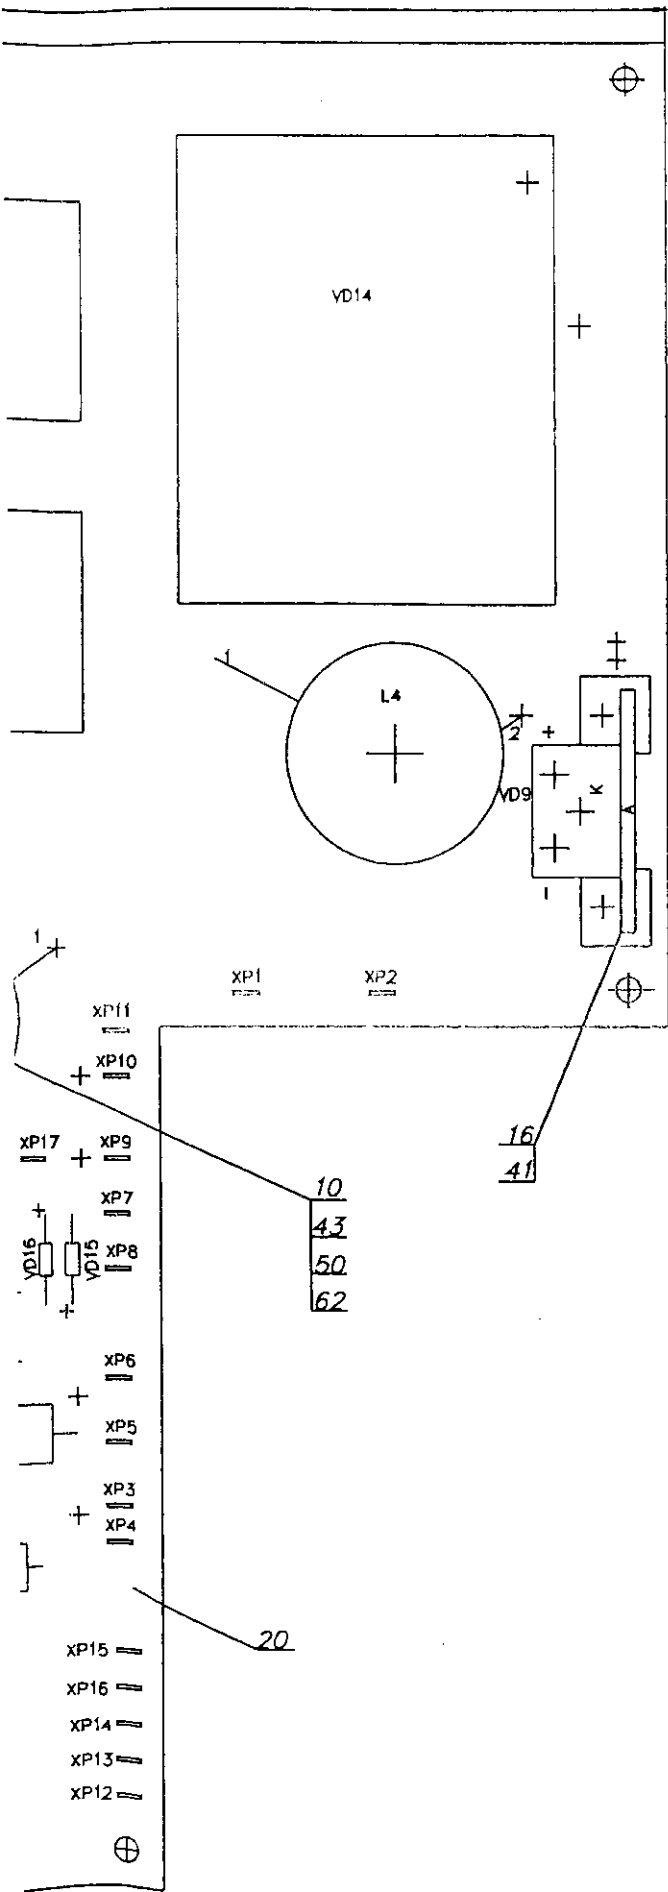 VD14
1
L4
2
+
VD9
K
A
-
1
XP1
XP2
XP11
XP10
XP17
XP9
16
41
XP7
10
43
50
62
+
VD16
VD15
XP8
+
XP6
XP5
XP3
XP4
20
XP15
XP16
XP14
XP13
XP12